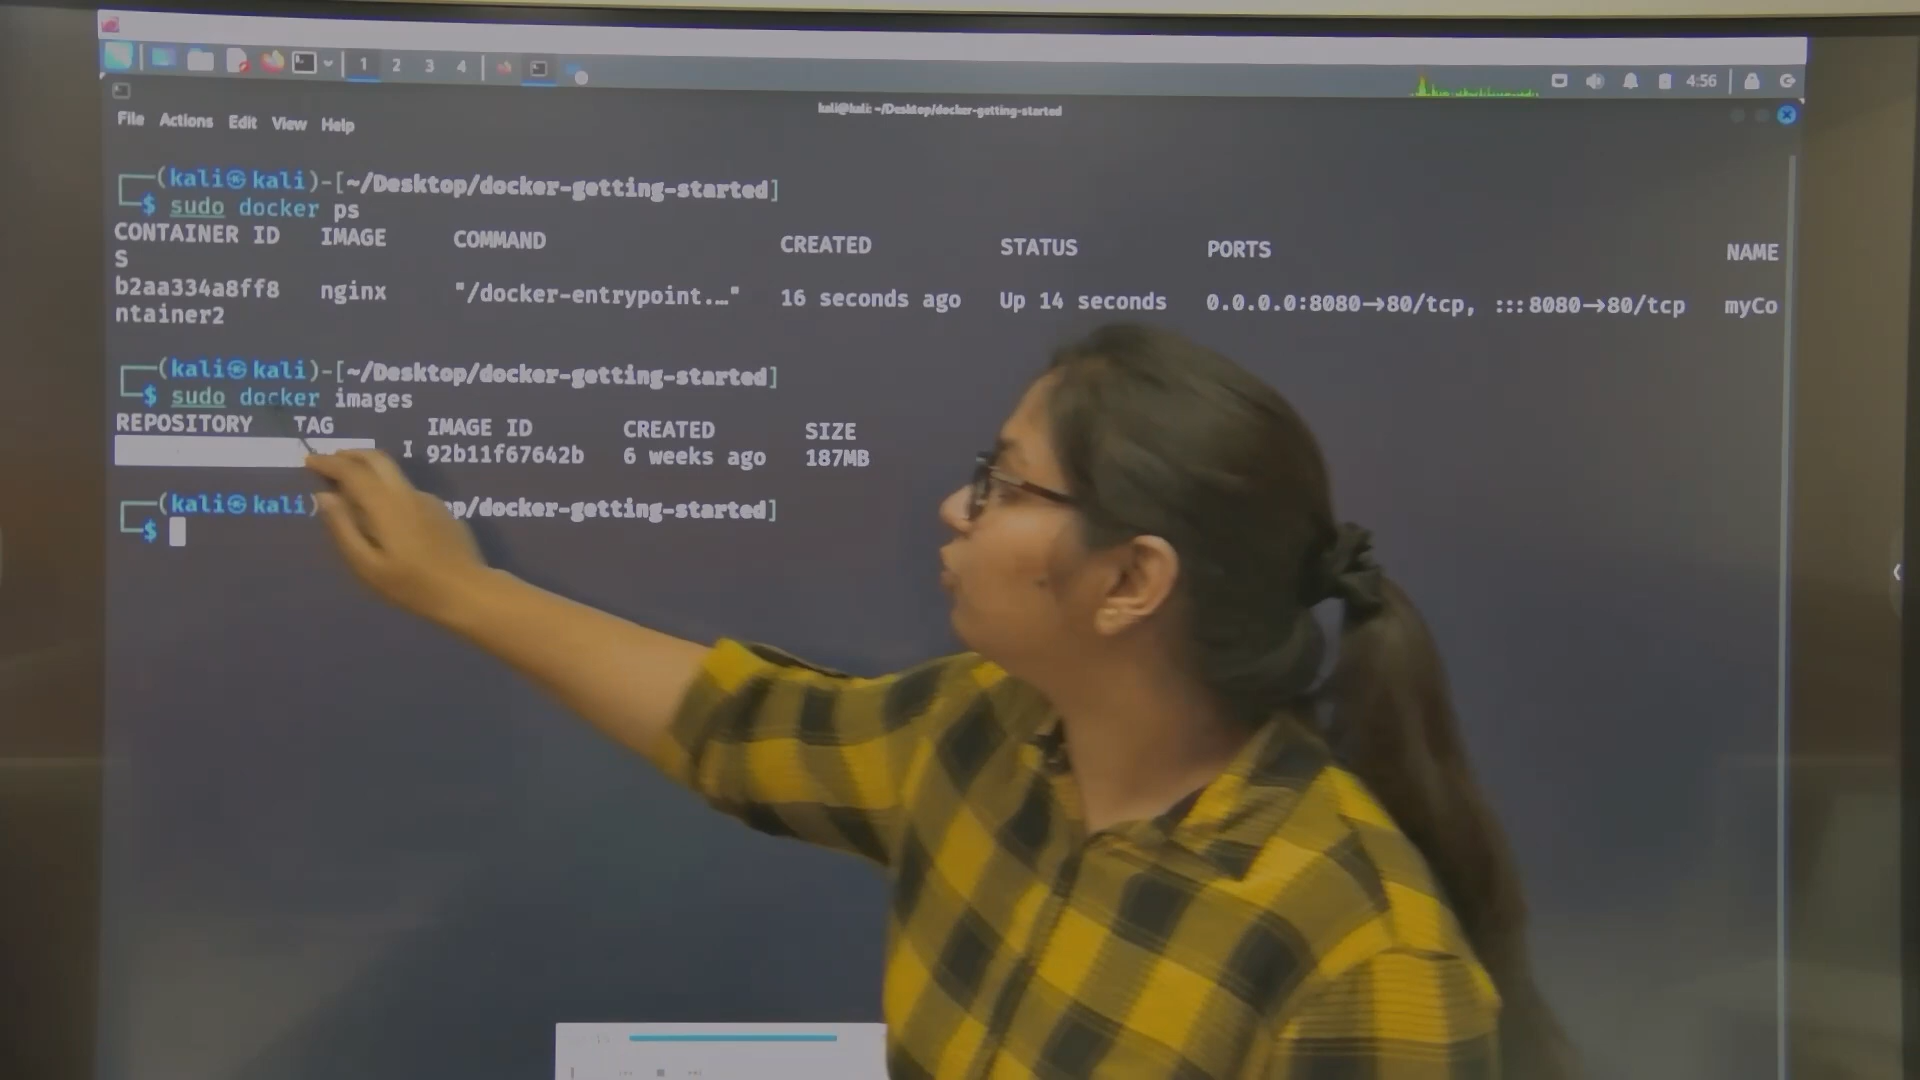 1 2 3 4
4:56
kali@kali: ~/Desktop/docker-getting-started
File Actions Edit View Help
(kali㉿kali)-[~/Desktop/docker-getting-started]
$ sudo docker ps
CONTAINER ID IMAGE COMMAND CREATED STATUS PORTS NAME
S
b2aa334a8ff8 nginx "/docker-entrypoint.…" 16 seconds ago Up 14 seconds 0.0.0.0:8080→80/tcp, :::8080→80/tcp myCo
ntainer2
(kali㉿kali)-[~/Desktop/docker-getting-started]
$ sudo docker images
REPOSITORY TAG IMAGE ID CREATED SIZE
92b11f67642b 6 weeks ago 187MB
(kali㉿kali) p/docker-getting-started]
$